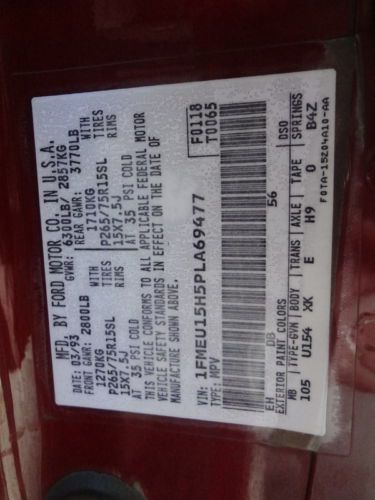 MFD. BY FORD MOTOR CO. IN U.S.A.
DATE: 03/93 GVWR: 6300LB/ 2857KG
FRONT GAWR: 2800LB REAR GAWR: 3770LB
1270KG WITH 1710KG WITH
P265/75R15SL TIRES P265/75R15SL TIRES
15X7.5J RIMS 15X7.5J RIMS
AT 35 PSI COLD AT 35 PSI COLD
THIS VEHICLE CONFORMS TO ALL APPLICABLE FEDERAL MOTOR
VEHICLE SAFETY STANDARDS IN EFFECT ON THE DATE OF
MANUFACTURE SHOWN ABOVE.
VIN: 1FMEU15H5PLA69477 F0118
TYPE: MPV T0065
EH DB 56
EXTERIOR PAINT COLORS DSO
WB TYPE-GVW BODY TRANS AXLE TAPE SPRINGS
105 U154 XK E H9 0 B4Z
F0TA-15294A10-AA